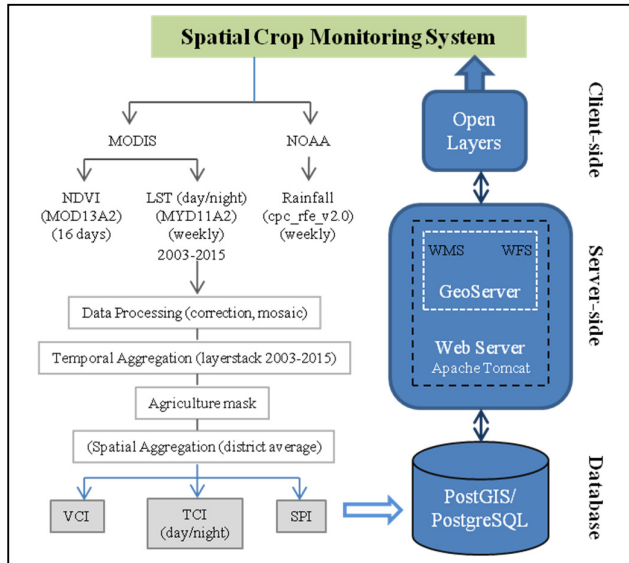 Spatial Crop Monitoring System
MODIS
NOAA
NDVI
(MOD13A2)
(16 days)
LST (day/night)
(MYD11A2)
(weekly)
2003-2015
Rainfall
(cpc_rfe_v2.0)
(weekly)
Data Processing (correction, mosaic)
Temporal Aggregation (layerstack 2003-2015)
Agriculture mask
(Spatial Aggregation (district average)
VCI
TCI
(day/night)
SPI
Open
Layers
WMS
WFS
GeoServer
Web Server
Apache Tomcat
PostGIS/
PostgreSQL
Client-side
Server-side
Database